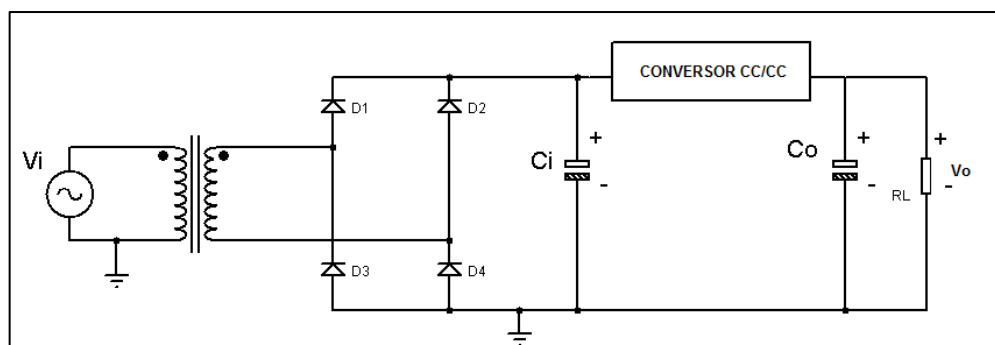 CONVERSOR CC/CC
D1
D2
Vi
Ci
+
-
Co
+
-
+
-
Vo
RL
D3
D4